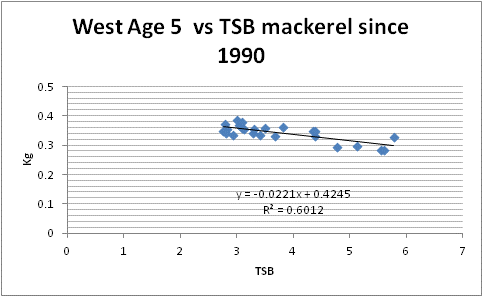 West Age 5  vs TSB mackerel since
1990
0.5
0.4
0.3
0.2
0.1
0
Kg
y = -0.0221x + 0.4245
R² = 0.6012
0 1 2 3 4 5 6 7
TSB